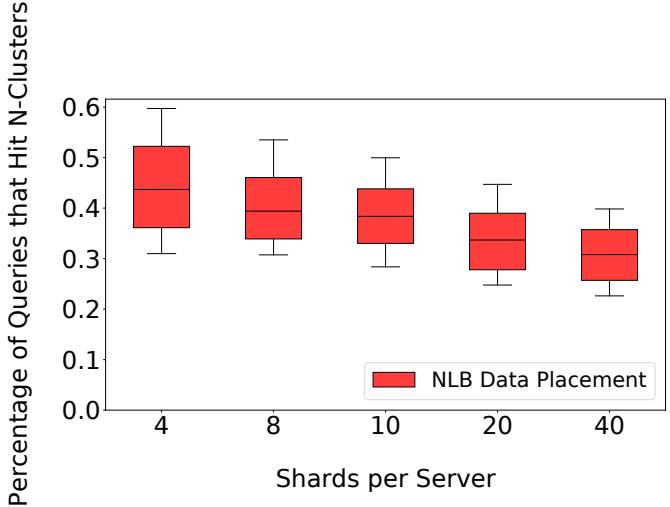 Percentage of Queries that Hit N-Clusters
0.6
0.5
0.4
0.3
0.2
0.1
0.0
NLB Data Placement
4 8 10 20 40
Shards per Server